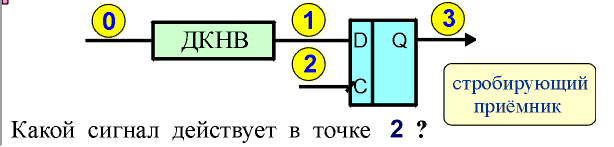 0
1
3
ДКНВ
D Q
2
C
стробирующий
приёмник
Какой сигнал действует в точке 2 ?